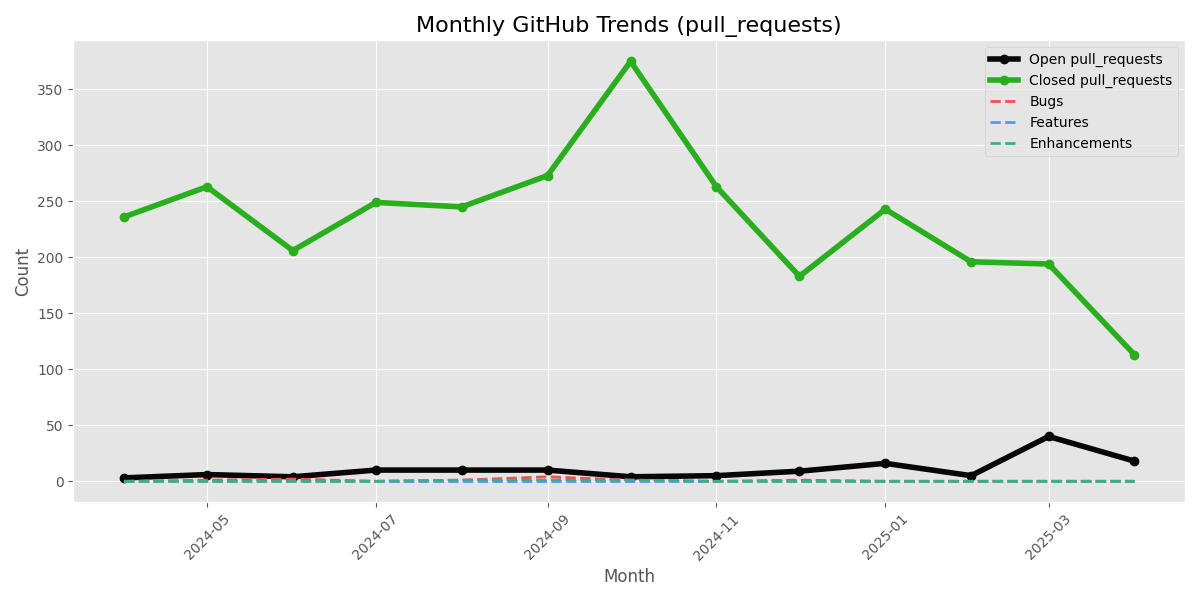 Monthly GitHub Trends (pull_requests)
Open pull_requests
Closed pull_requests
Bugs
Features
Enhancements
Count
350
300
250
200
150
100
50
0
2024-05
2024-07
2024-09
2024-11
2025-01
2025-03
Month